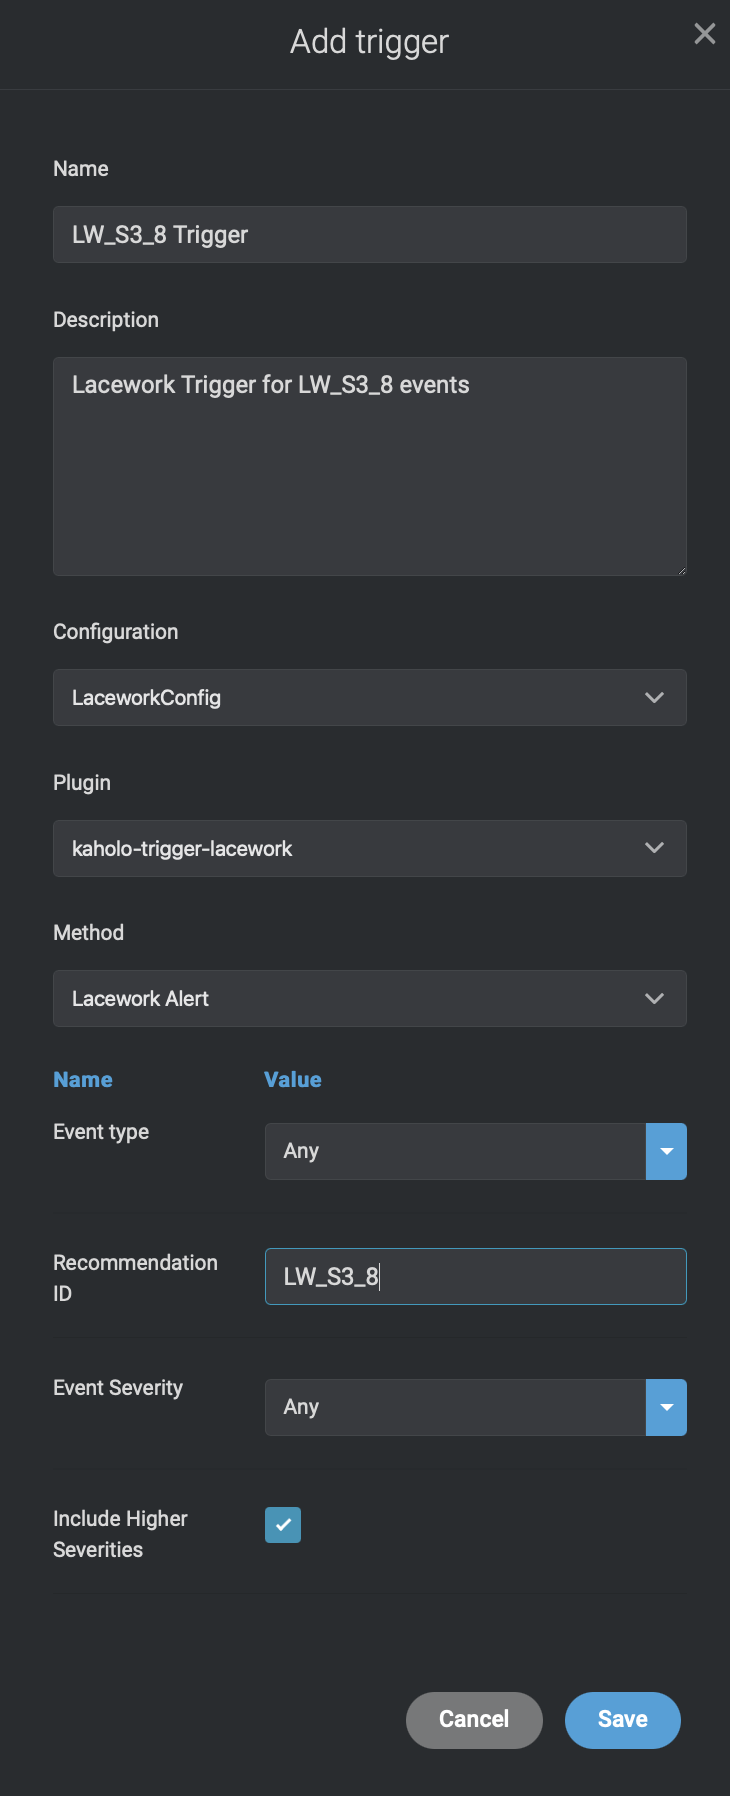 Add trigger
Name
LW_S3_8 Trigger
Description
Lacework Trigger for LW_S3_8 events
Configuration
LaceworkConfig
Plugin
kaholo-trigger-lacework
Method
Lacework Alert
Name Value
Event type Any
Recommendation
ID
LW_S3_8
Event Severity Any
Include Higher
Severities
Cancel Save